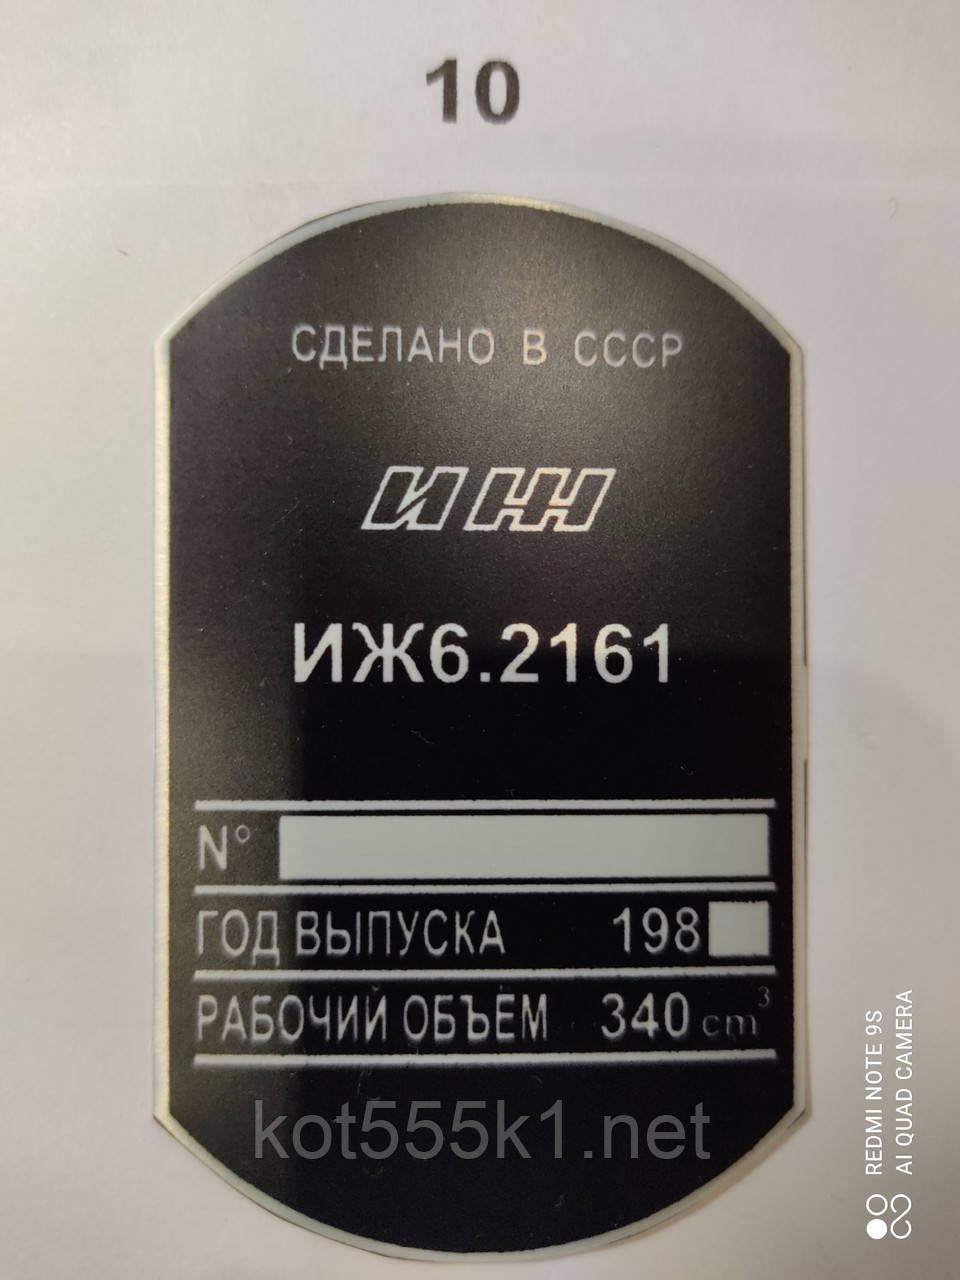 10
СДЕЛАНО В СССР
ИЖ
ИЖ6.2161
N°
ГОД ВЫПУСКА 198
РАБОЧИЙ ОБЪЁМ 340 cm³
kot555k1.net
REDMI NOTE 9S
AI QUAD CAMERA